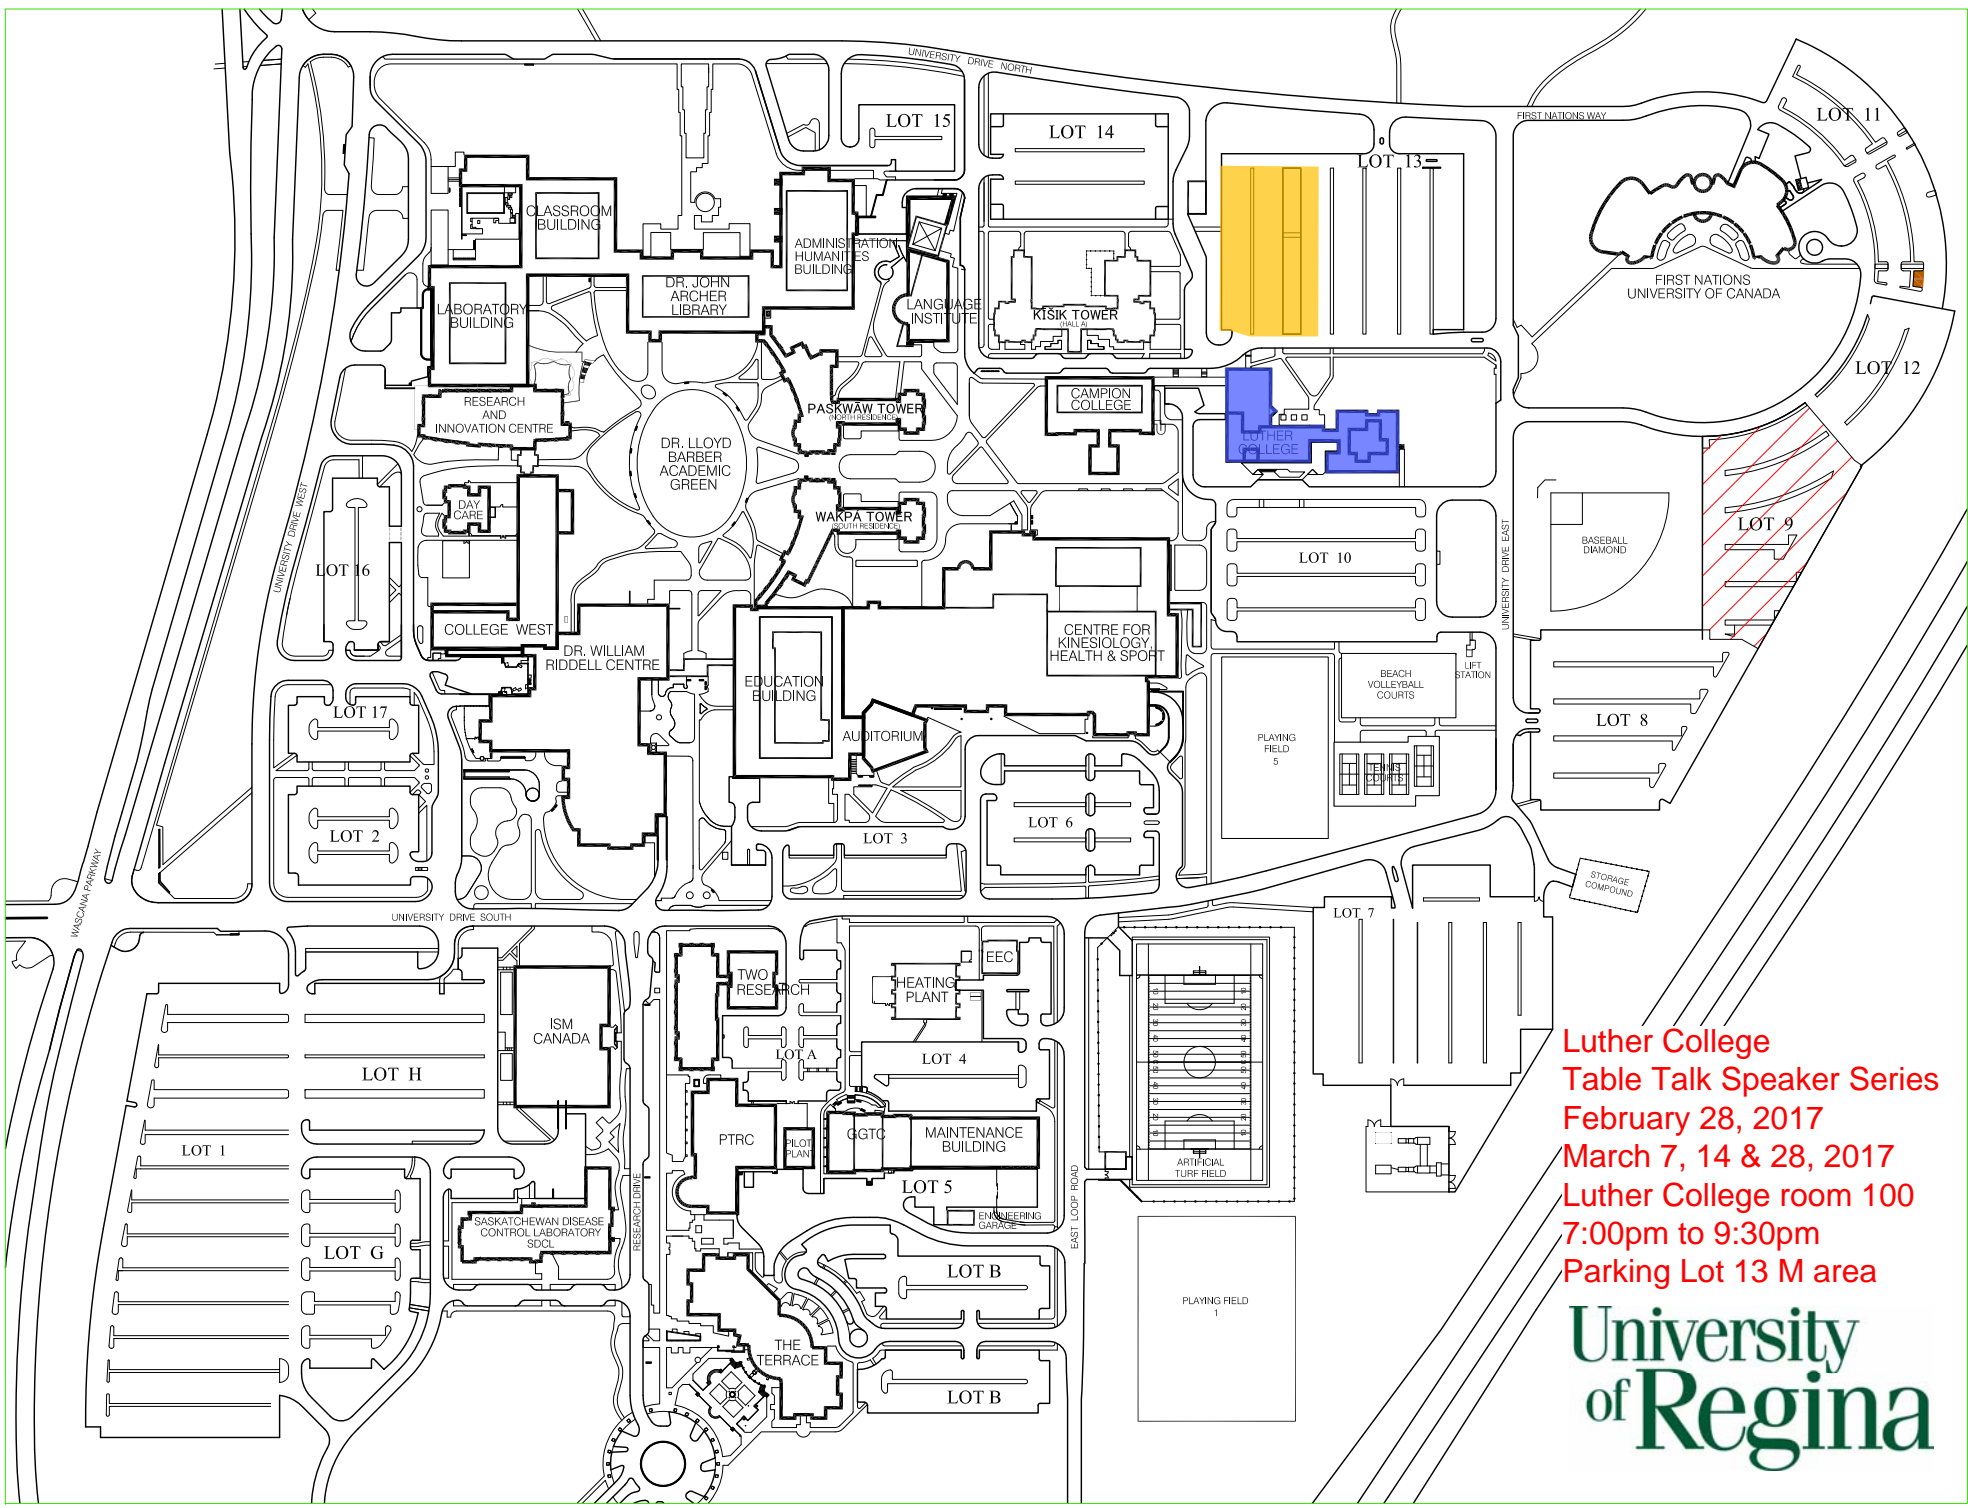 UNIVERSITY DRIVE NORTH
FIRST NATIONS WAY
LOT 11
LOT 15
LOT 14
LOT 13
CLASSROOM
BUILDING
ADMINISTRATION
HUMANITIES
BUILDING
DR. JOHN
ARCHER
LIBRARY
LABORATORY
BUILDING
LANGUAGE
INSTITUTE
KĪSIK TOWER
(HALL A)
FIRST NATIONS
UNIVERSITY OF CANADA
LOT 12
RESEARCH
AND
INNOVATION CENTRE
PASKWĀW TOWER
(NORTH RESIDENCE)
CAMPION
COLLEGE
LUTHER
COLLEGE
DR. LLOYD
BARBER
ACADEMIC
GREEN
DAY
CARE
WAKPÁ TOWER
(SOUTH RESIDENCE)
UNIVERSITY DRIVE WEST
LOT 16
LOT 10
UNIVERSITY DRIVE EAST
BASEBALL
DIAMOND
LOT 9
COLLEGE WEST
DR. WILLIAM
RIDDELL CENTRE
CENTRE FOR
KINESIOLOGY,
HEALTH & SPORT
EDUCATION
BUILDING
AUDITORIUM
BEACH
VOLLEYBALL
COURTS
LIFT
STATION
LOT 17
LOT 8
PLAYING
FIELD
5
TENNIS
COURTS
LOT 2
LOT 3
LOT 6
WASCANA PARKWAY
STORAGE
COMPOUND
UNIVERSITY DRIVE SOUTH
LOT 7
TWO
RESEARCH
HEATING
PLANT
EEC
ISM
CANADA
LOT A
LOT 4
LOT H
LOT 1
PTRC
PILOT
PLANT
GGTC
MAINTENANCE
BUILDING
ARTIFICIAL
TURF FIELD
LOT 5
ENGINEERING
GARAGE
EAST LOOP ROAD
RESEARCH DRIVE
SASKATCHEWAN DISEASE
CONTROL LABORATORY
SDCL
LOT G
LOT B
THE
TERRACE
LOT B
PLAYING FIELD
1
Luther College
Table Talk Speaker Series
February 28, 2017
March 7, 14 & 28, 2017
Luther College room 100
7:00pm to 9:30pm
Parking Lot 13 M area
University
of Regina